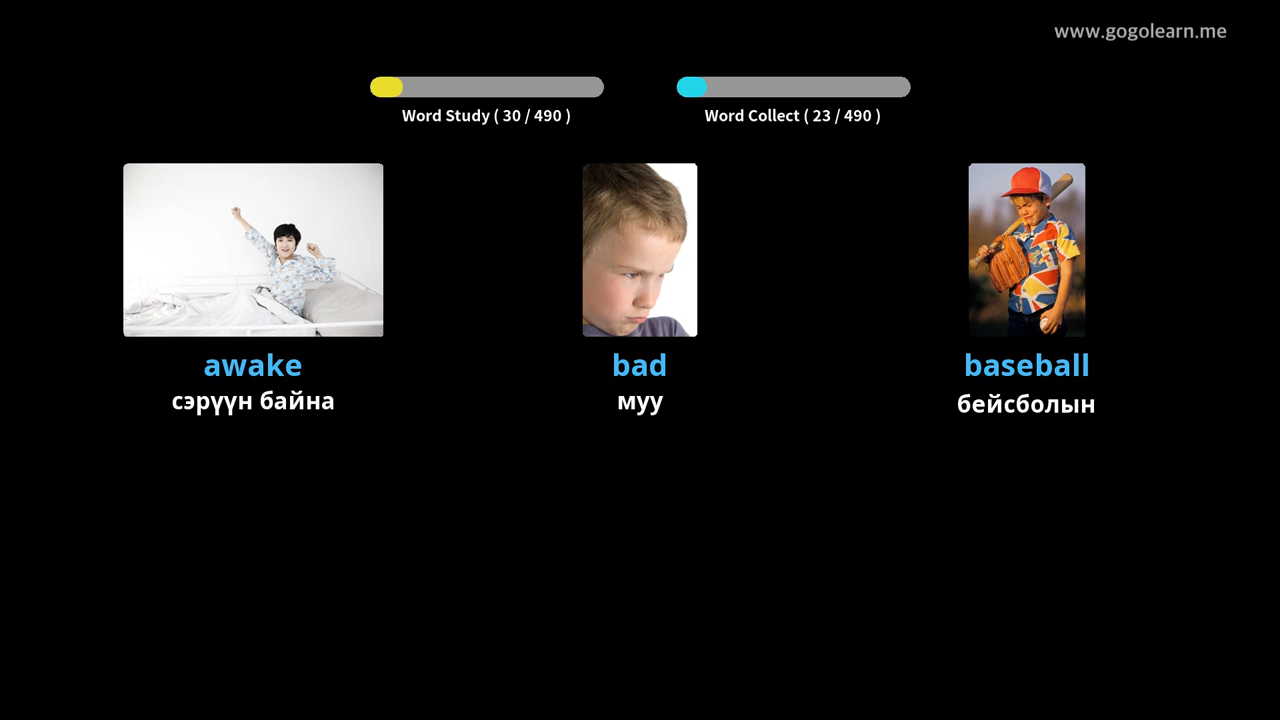 www.gogolearn.me
Word Study ( 30 / 490 )
Word Collect ( 23 / 490 )
awake
bad
baseball
сэрүүн байна
муу
бейсболын